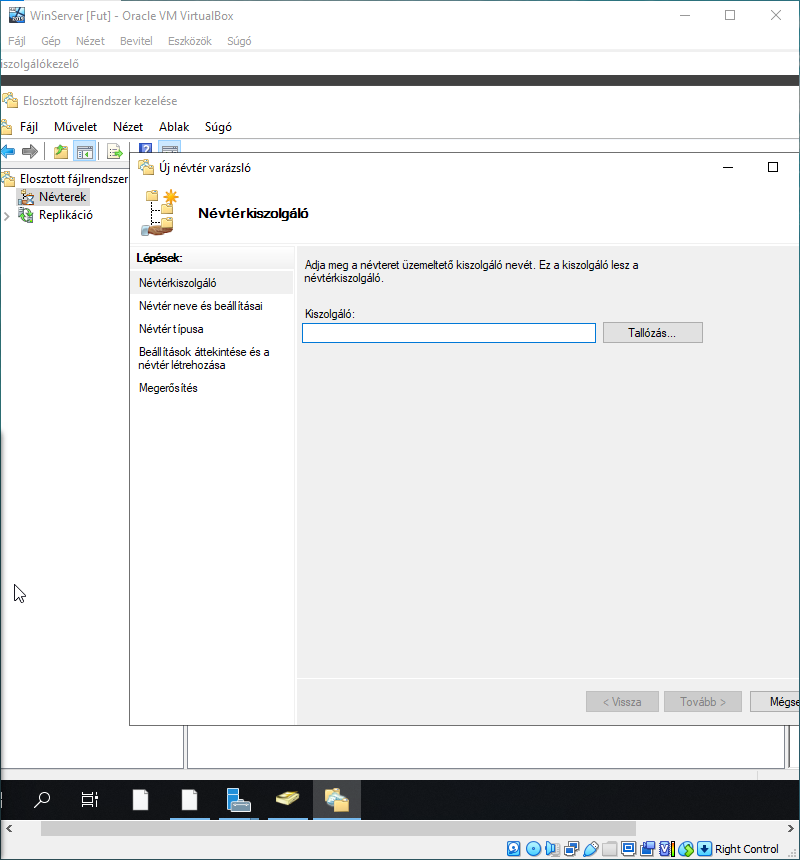 WinServer [Fut] - Oracle VM VirtualBox
Fájl Gép Nézet Bevitel Eszközök Súgó
iszolgálókezelő
Elosztott fájlrendszer kezelése
Fájl Művelet Nézet Ablak Súgó
Új névtér varázsló
Elosztott fájlrendszer
Névterek
Replikáció
Névtérkiszolgáló
Lépések:
Névtérkiszolgáló
Névtér neve és beállításai
Névtér típusa
Beállítások áttekintése és a
névtér létrehozása
Megerősítés
Adja meg a névteret üzemeltető kiszolgáló nevét. Ez a kiszolgáló lesz a
névtérkiszolgáló.
Kiszolgáló:
Tallózás...
< Vissza Tovább > Mégse
Right Control